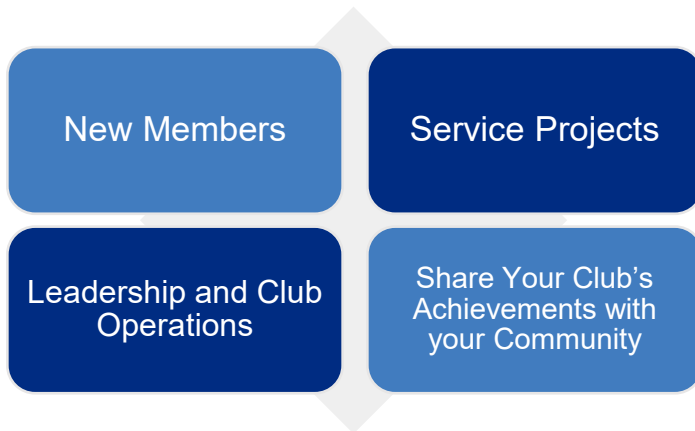 New Members
Service Projects
Leadership and Club
Operations
Share Your Club’s
Achievements with
your Community